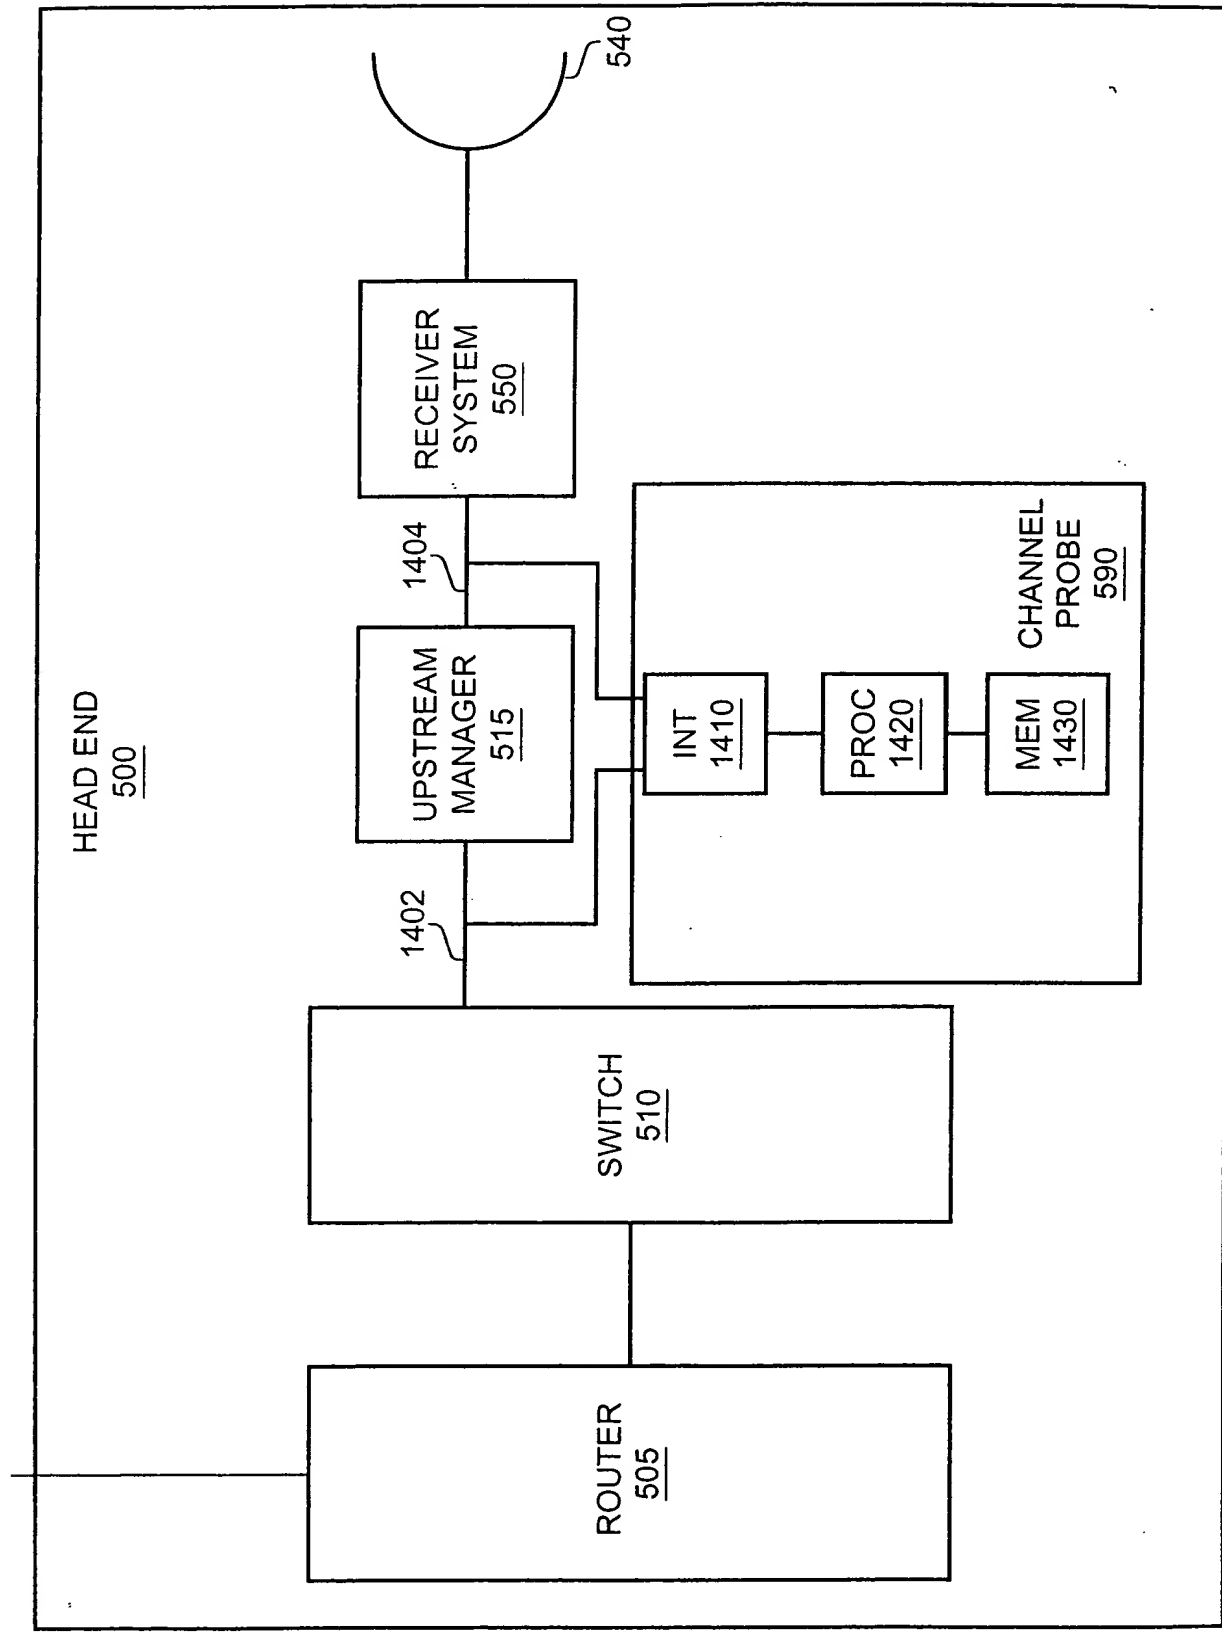 HEAD END
500
ROUTER
505
SWITCH
510
1402
UPSTREAM
MANAGER
515
1404
RECEIVER
SYSTEM
550
540
INT
1410
PROC
1420
MEM
1430
CHANNEL
PROBE
590